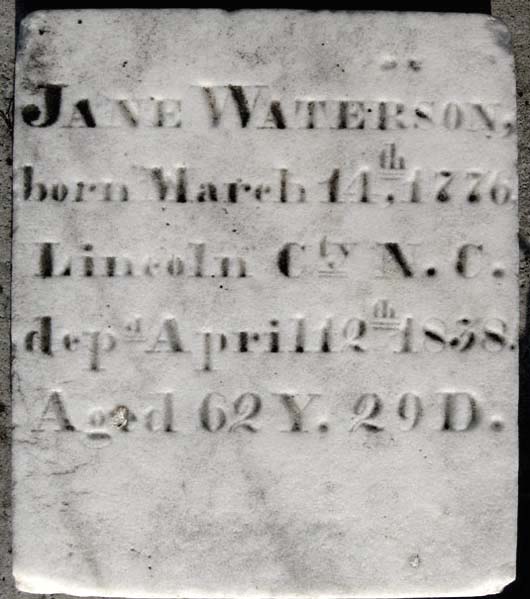 JANE WATERSON,
born March 14th, 1776.
Lincoln Cty N. C.
depd April 12th 1838.
Aged 62 Y. 29 D.